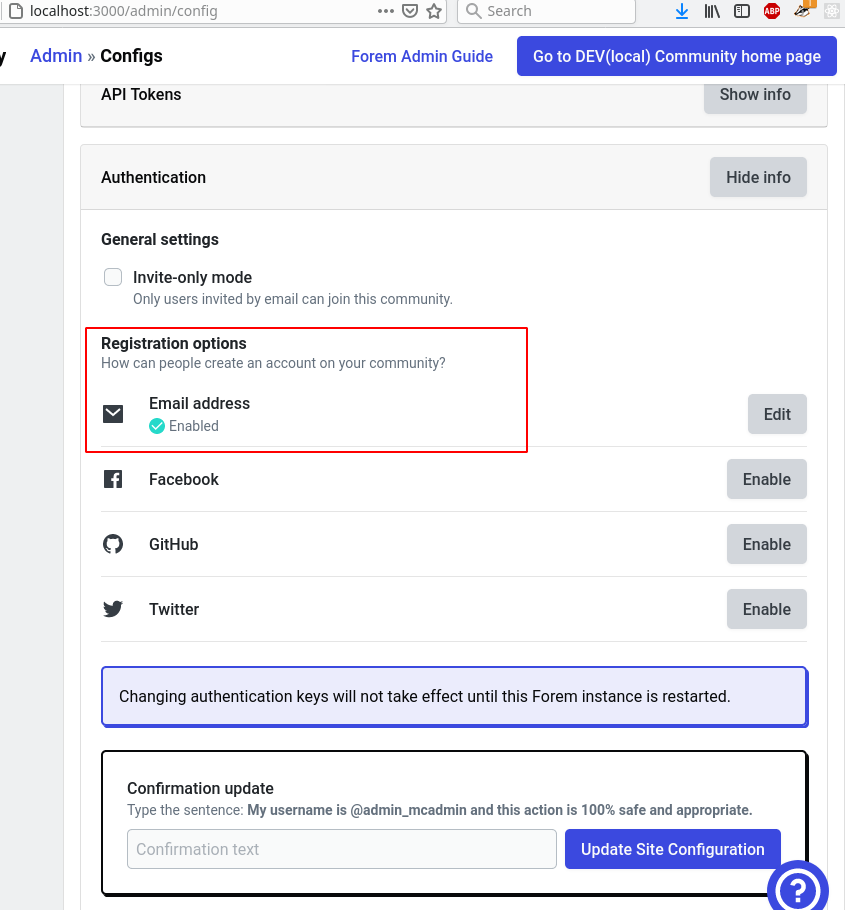 localhost:3000/admin/config
Search
ABP
1
y
Admin » Configs
Forem Admin Guide
Go to DEV(local) Community home page
API Tokens
Show info
Authentication
Hide info
General settings
Invite-only mode
Only users invited by email can join this community.
Registration options
How can people create an account on your community?
Email address
Enabled
Edit
Facebook
Enable
GitHub
Enable
Twitter
Enable
Changing authentication keys will not take effect until this Forem instance is restarted.
Confirmation update
Type the sentence: My username is @admin_mcadmin and this action is 100% safe and appropriate.
Confirmation text
Update Site Configuration
?